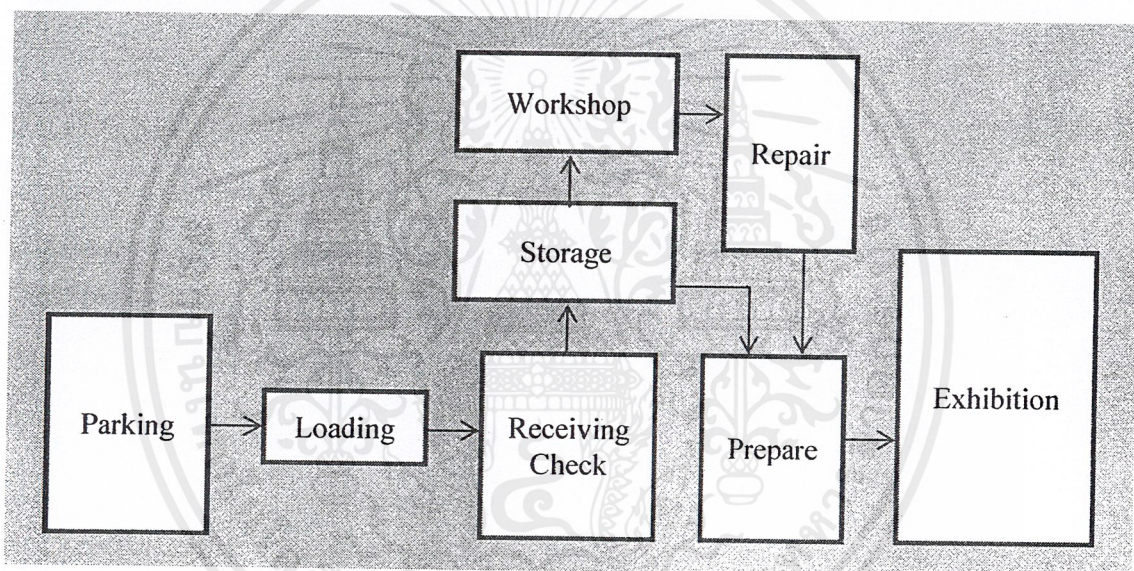 Workshop
Repair
Storage
Parking
Loading
Receiving
Check
Prepare
Exhibition